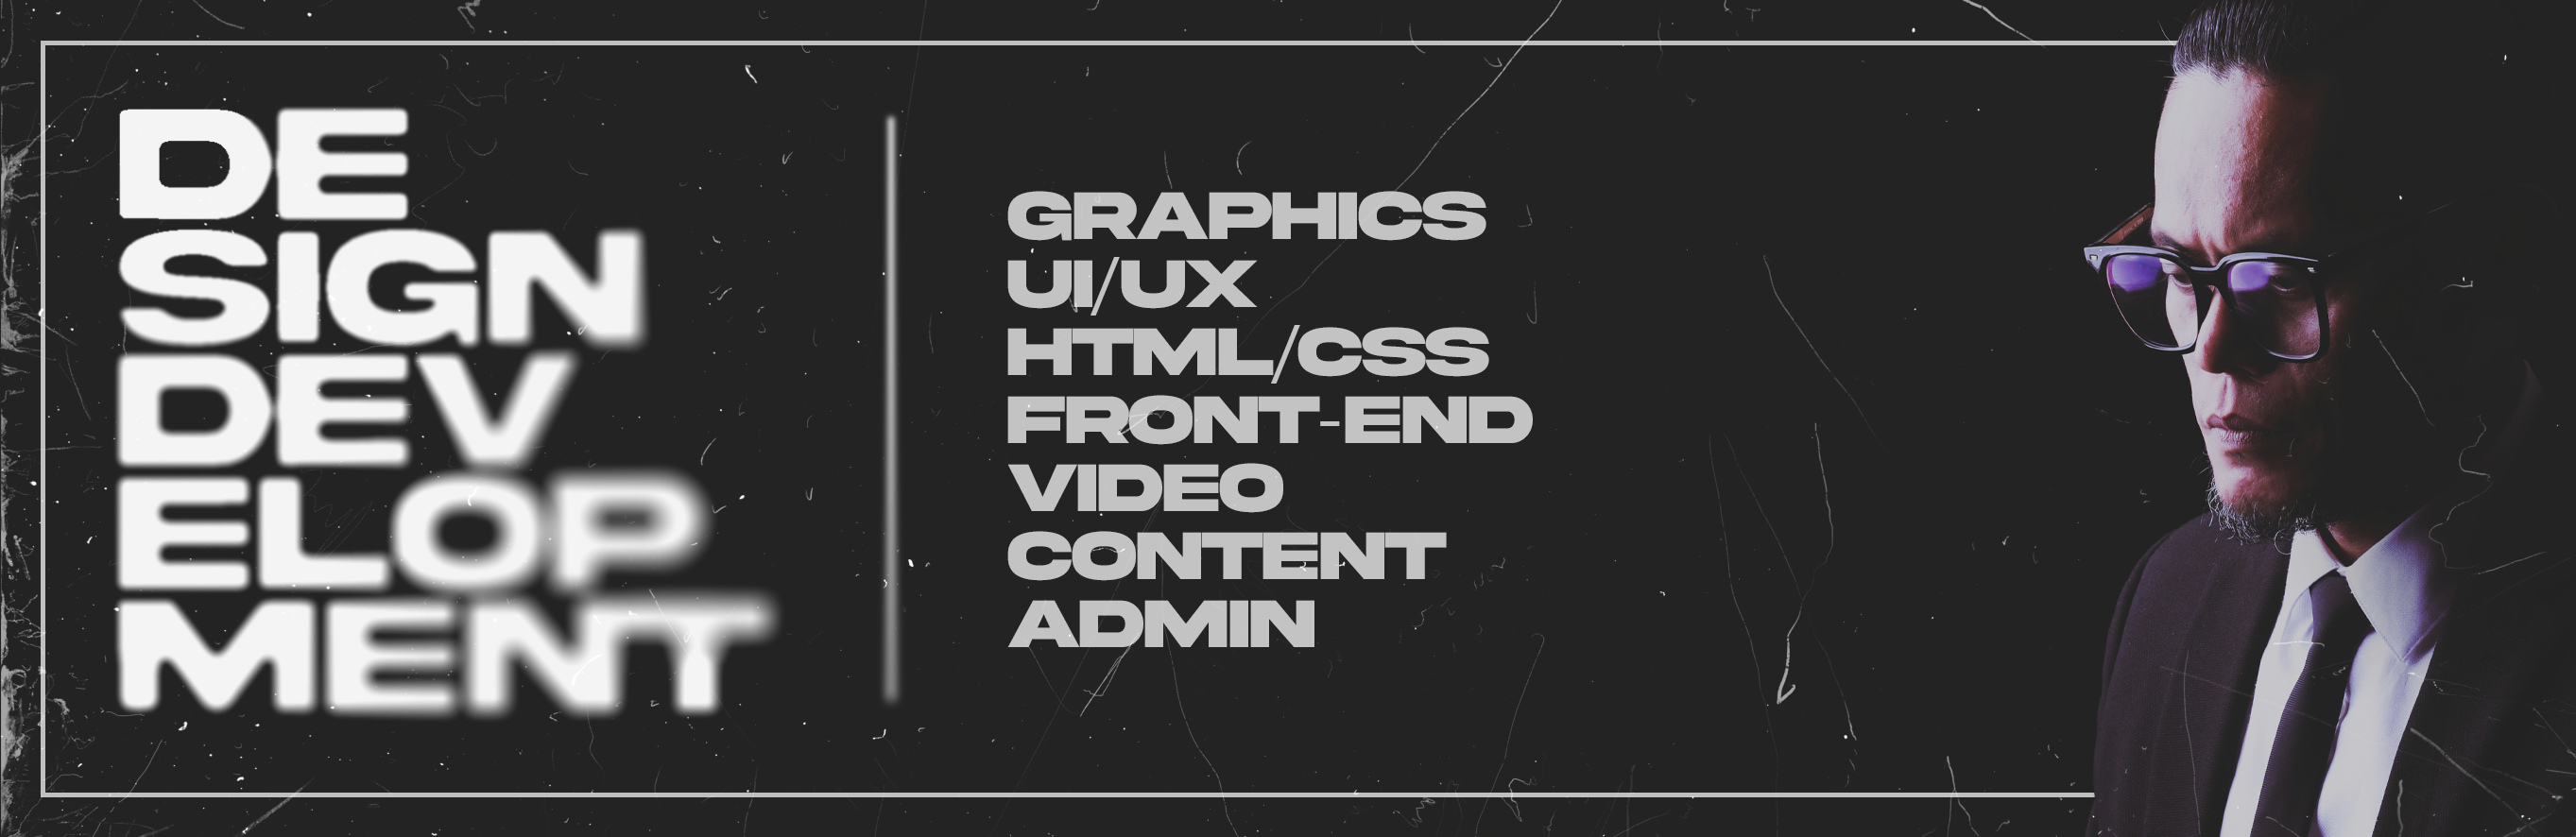 DE
SIGN
DEV
ELOP
MENT
GRAPHICS
UI/UX
HTML/CSS
FRONT-END
VIDEO
CONTENT
ADMIN